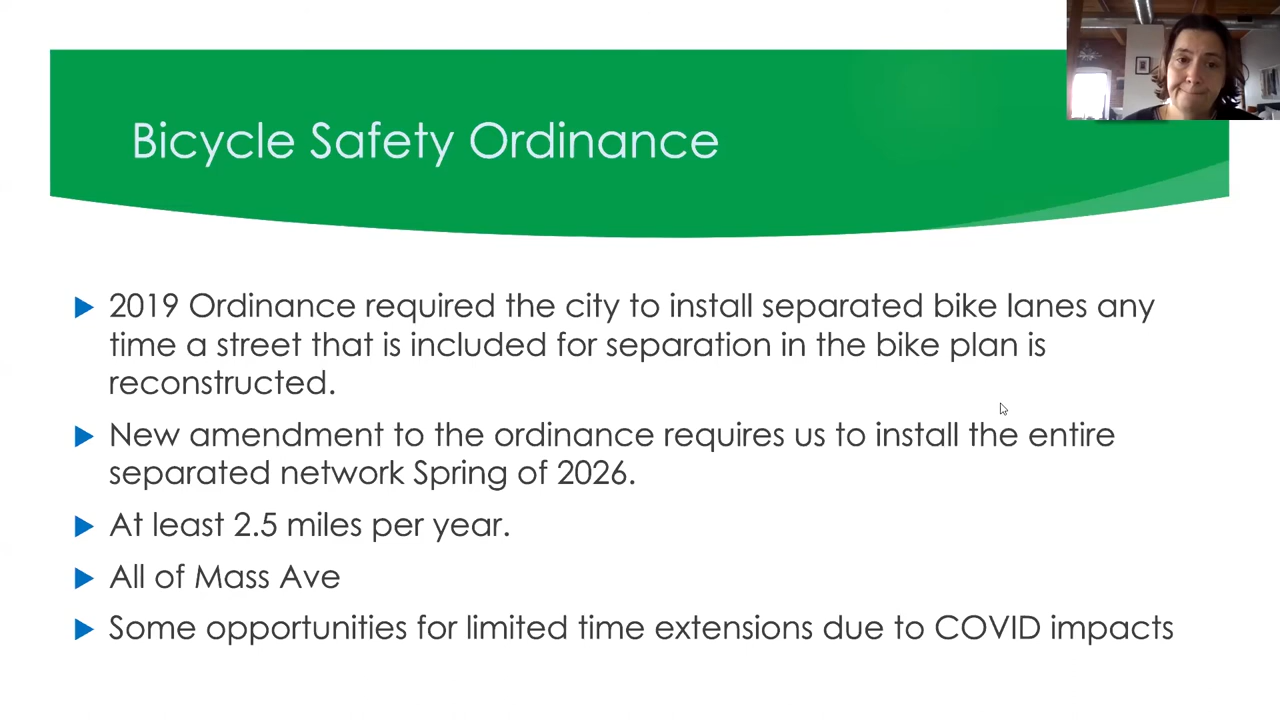 Bicycle Safety Ordinance
2019 Ordinance required the city to install separated bike lanes any
time a street that is included for separation in the bike plan is
reconstructed.
New amendment to the ordinance requires us to install the entire
separated network Spring of 2026.
At least 2.5 miles per year.
All of Mass Ave
Some opportunities for limited time extensions due to COVID impacts